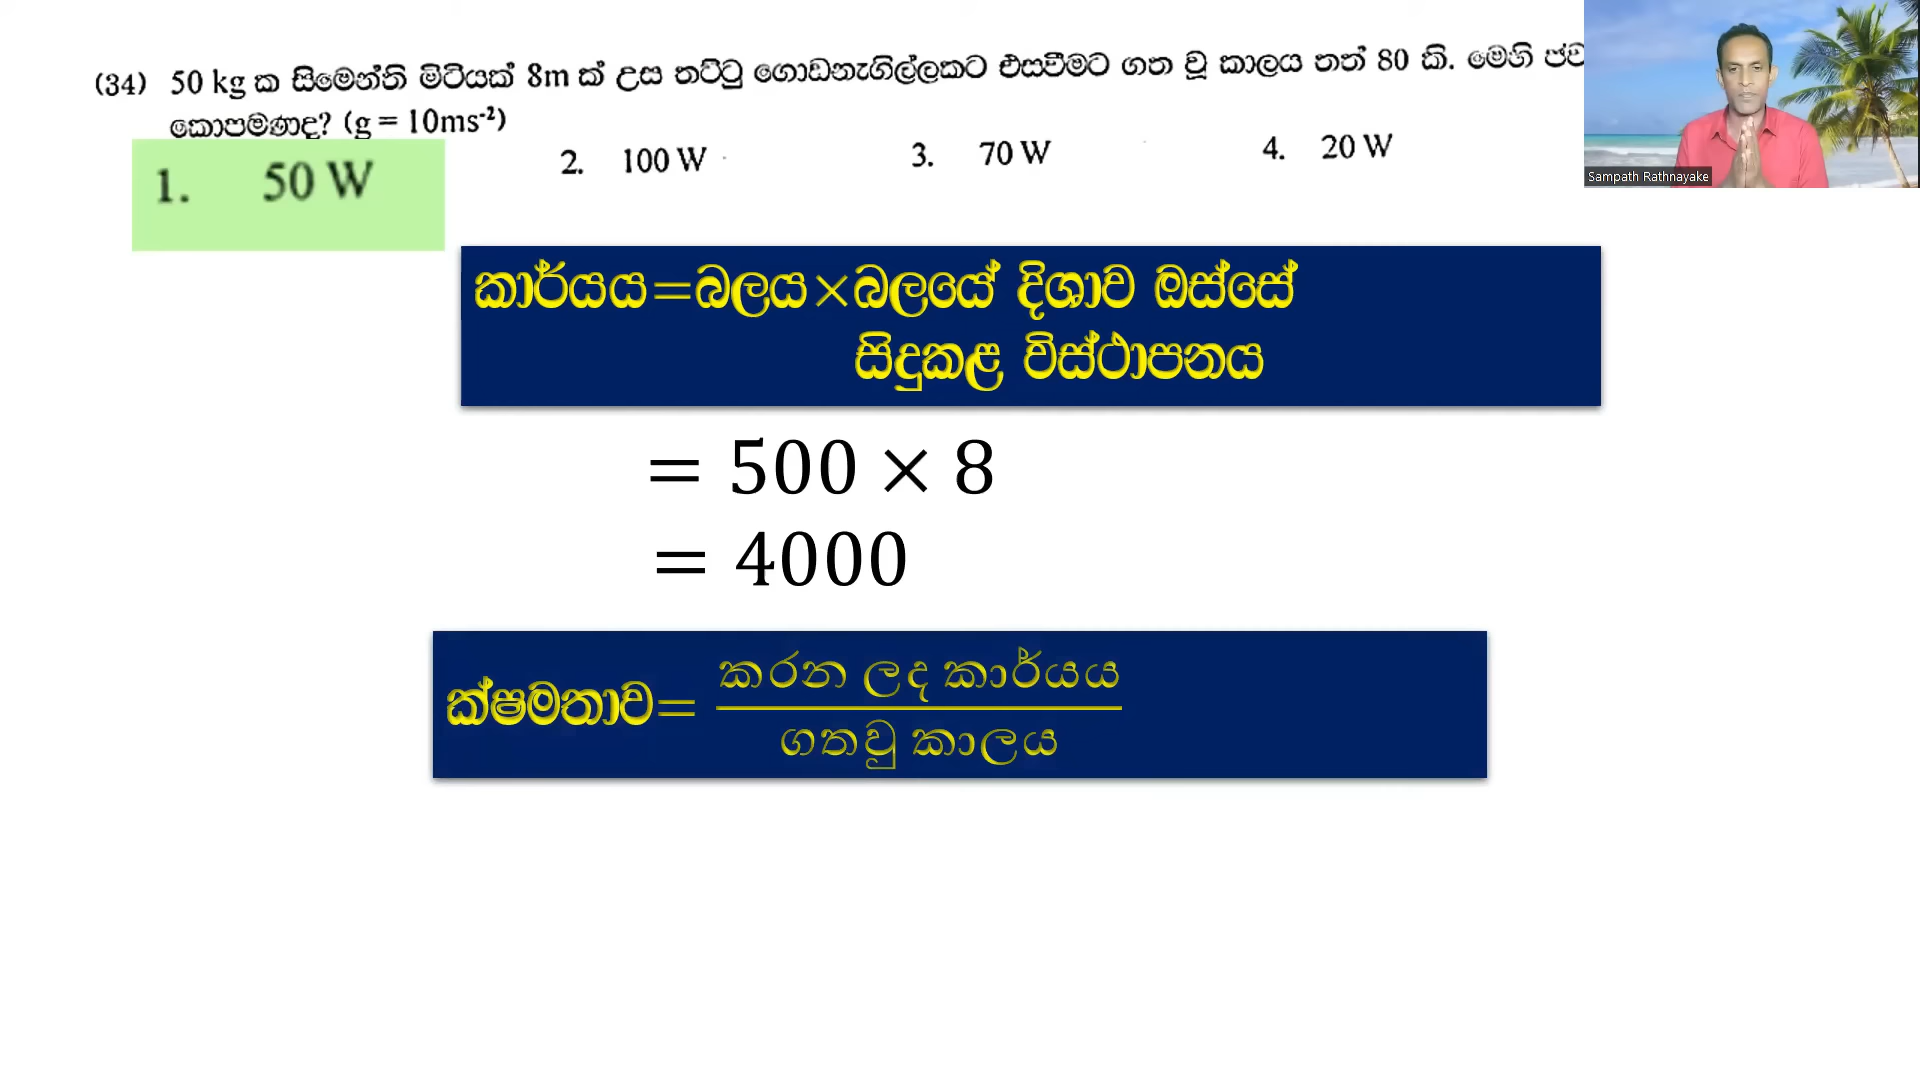 (34) 50 kg ක සිමෙන්ති මිටියක් 8m ක් උස තට්ටු ගොඩනැගිල්ලකට එසවීමට ගත වූ කාලය තත් 80 කි. මෙහි
කොපමණද? (g = 10ms⁻²)
1. 50 W 2. 100 W 3. 70 W 4. 20 W
Sampath Rathnayake
කාර්යය=බලය×බලයේ දිශාව ඔස්සේ
සිදුකළ විස්ථාපනය
= 500 × 8
= 4000
ක්ෂමතාව= කරන ලද කාර්යය
ගතවු කාලය